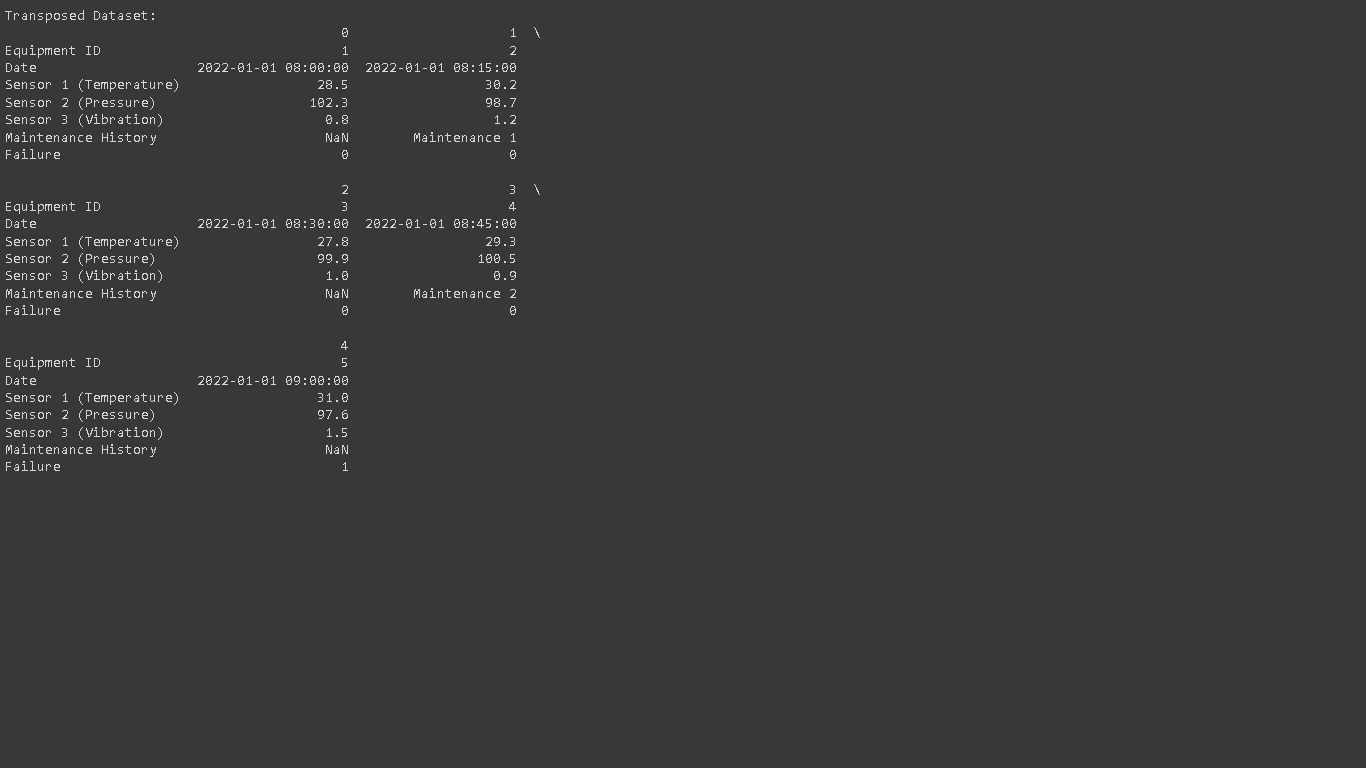 Transposed Dataset:
                                           0                    1  \
Equipment ID                               1                    2
Date                     2022-01-01 08:00:00  2022-01-01 08:15:00
Sensor 1 (Temperature)                  28.5                 30.2
Sensor 2 (Pressure)                    102.3                 98.7
Sensor 3 (Vibration)                     0.8                  1.2
Maintenance History                      NaN        Maintenance 1
Failure                                    0                    0
                                           2                    3  \
Equipment ID                               3                    4
Date                     2022-01-01 08:30:00  2022-01-01 08:45:00
Sensor 1 (Temperature)                  27.8                 29.3
Sensor 2 (Pressure)                     99.9                100.5
Sensor 3 (Vibration)                     1.0                  0.9
Maintenance History                      NaN        Maintenance 2
Failure                                    0                    0
                                           4
Equipment ID                               5
Date                     2022-01-01 09:00:00
Sensor 1 (Temperature)                  31.0
Sensor 2 (Pressure)                     97.6
Sensor 3 (Vibration)                     1.5
Maintenance History                      NaN
Failure                                    1